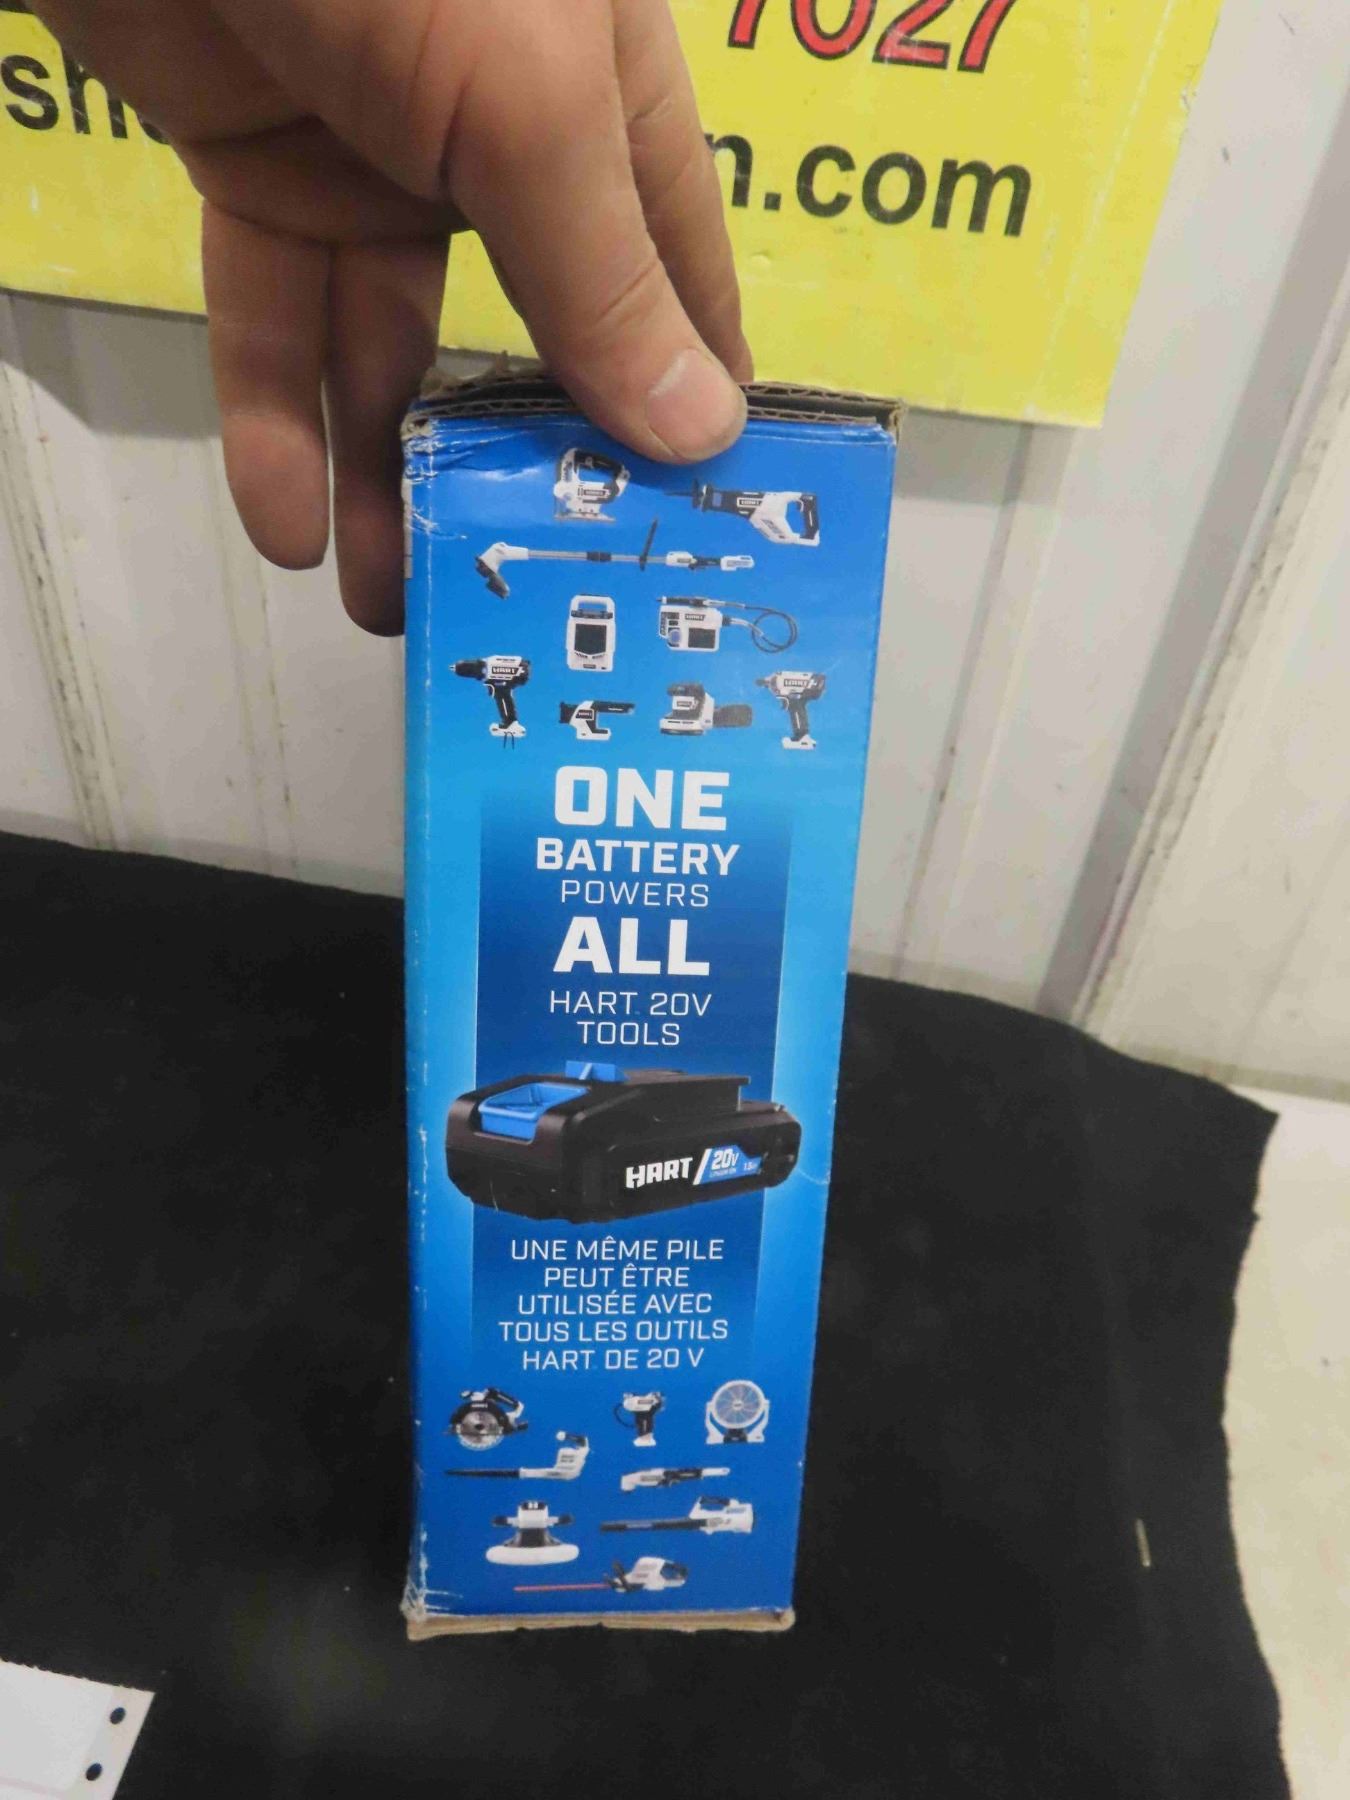 7027
n.com
ONE
BATTERY
POWERS
ALL
HART 20V
TOOLS
HART / 20V
UNE MÊME PILE
PEUT ÊTRE
UTILISÉE AVEC
TOUS LES OUTILS
HART DE 20 V